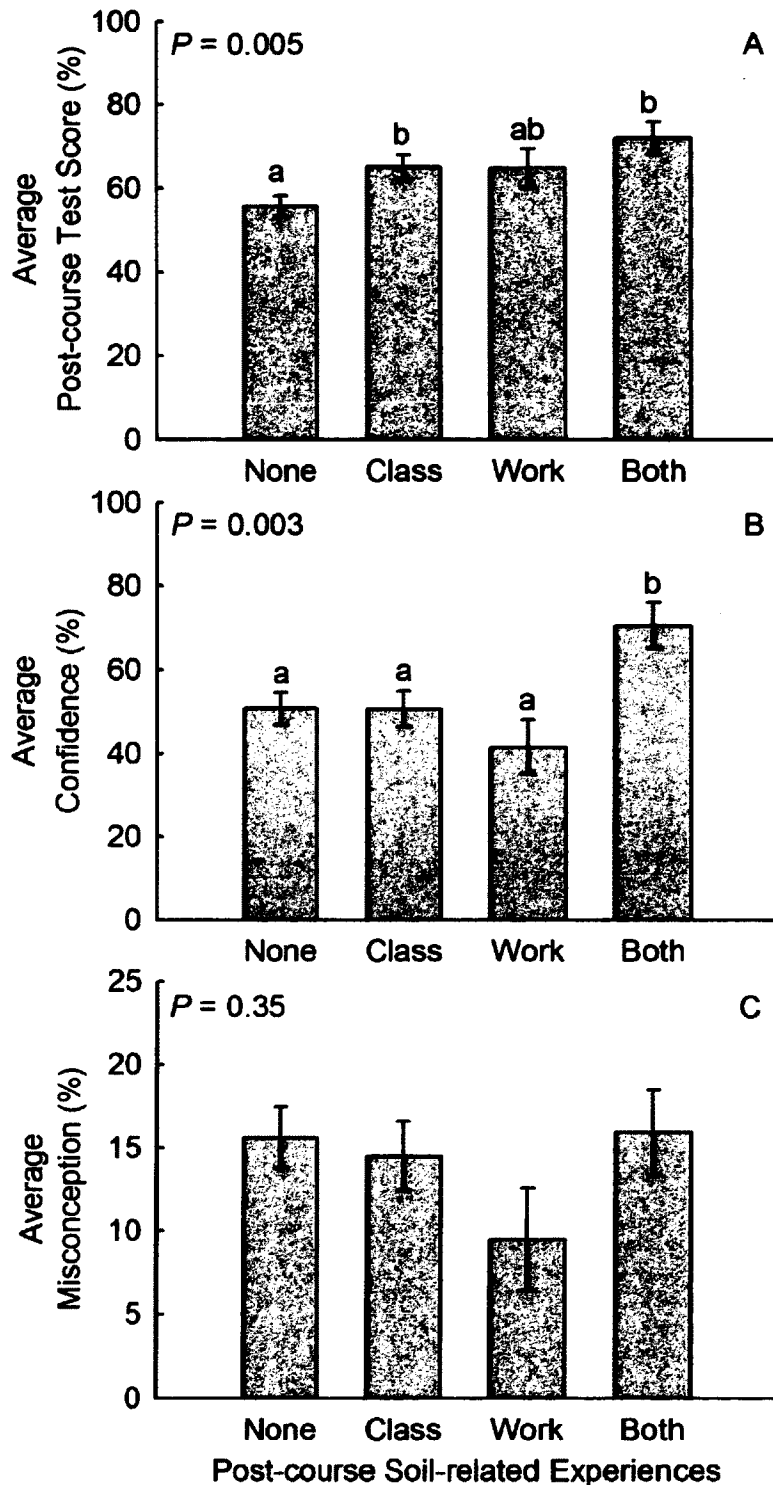 P = 0.005
A
Average
Post-course Test Score (%)
100
80
60
40
20
0
a
b
ab
b
None Class Work Both
P = 0.003
B
Average
Confidence (%)
100
80
60
40
20
0
a
a
a
b
None Class Work Both
P = 0.35
C
Average
Misconception (%)
25
20
15
10
5
0
None Class Work Both
Post-course Soil-related Experiences